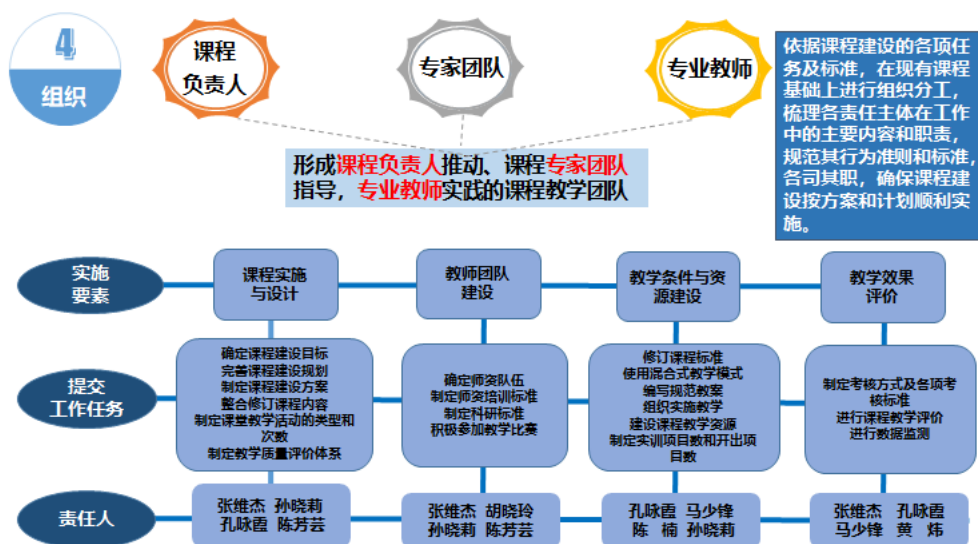 4
组织
课程
负责人
专家团队
专业教师
依据课程建设的各项任
务及标准，在现有课程
基础上进行组织分工，
梳理各责任主体在工作
中的主要内容和职责，
规范其行为准则和标准，
各司其职，确保课程建
设按方案和计划顺利实
施。
形成课程负责人推动、课程专家团队
指导，专业教师实践的课程教学团队
实施
要素
课程实施
与设计
教师团队
建设
教学条件与资
源建设
教学效果
评价
提交
工作任务
确定课程建设目标
完善课程建设规划
制定课程建设方案
整合修订课程内容
制定课堂教学活动的类型和
次数
制定教学质量评价体系
确定师资队伍
制定师资培训标准
制定科研标准
积极参加教学比赛
修订课程标准
使用混合式教学模式
编写规范教案
组织实施教学
建设课程教学资源
制定实训项目数和开出项
目数
制定考核方式及各项考
核标准
进行课程教学评价
进行数据监测
责任人
张维杰 孙晓莉
孔咏霞 陈芳芸
张维杰 胡晓玲
孙晓莉 陈芳芸
孔咏霞 马少锋
陈 楠 孙晓莉
张维杰 孔咏霞
马少锋 黄 炜